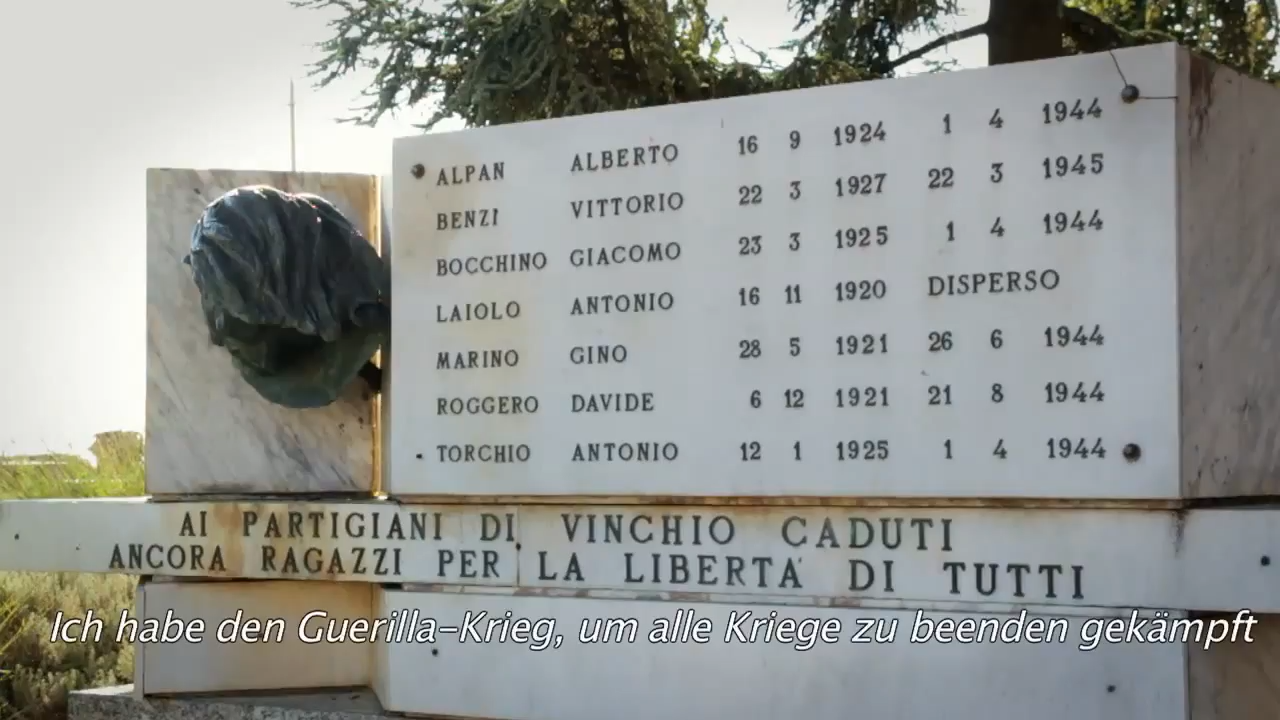 ALPAN ALBERTO 16 9 1924 1 4 1944
BENZI VITTORIO 22 3 1927 22 3 1945
BOCCHINO GIACOMO 23 3 1925 1 4 1944
LAIOLO ANTONIO 16 11 1920 DISPERSO
MARINO GINO 28 5 1921 26 6 1944
ROGGERO DAVIDE 6 12 1921 21 8 1944
TORCHIO ANTONIO 12 1 1925 1 4 1944
AI PARTIGIANI DI VINCHIO CADUTI
ANCORA RAGAZZI PER LA LIBERTA' DI TUTTI
Ich habe den Guerilla-Krieg, um alle Kriege zu beenden gekämpft